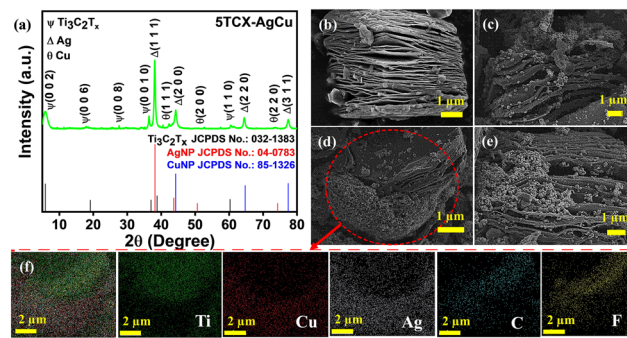 (a)
5TCX-AgCu
ψ Ti3C2Tx
Δ Ag
θ Cu
Intensity (a.u.)
ψ(0 0 2)
ψ(0 0 6)
ψ(0 0 8)
ψ(0 0 1 0)
Δ(1 1 1)
θ(1 1 1)
Δ(2 0 0)
θ(2 0 0)
ψ(1 1 0)
Δ(2 2 0)
θ(2 2 0)
Δ(3 1 1)
Ti3C2Tx JCPDS No.: 032-1383
AgNP JCPDS No.: 04-0783
CuNP JCPDS No.: 85-1326
10 20 30 40 50 60 70 80
2θ (Degree)
(b)
1 µm
(c)
1 µm
(d)
1 µm
(e)
1 µm
(f)
2 µm
Ti
2 µm
Cu
2 µm
Ag
2 µm
C
2 µm
F
2 µm